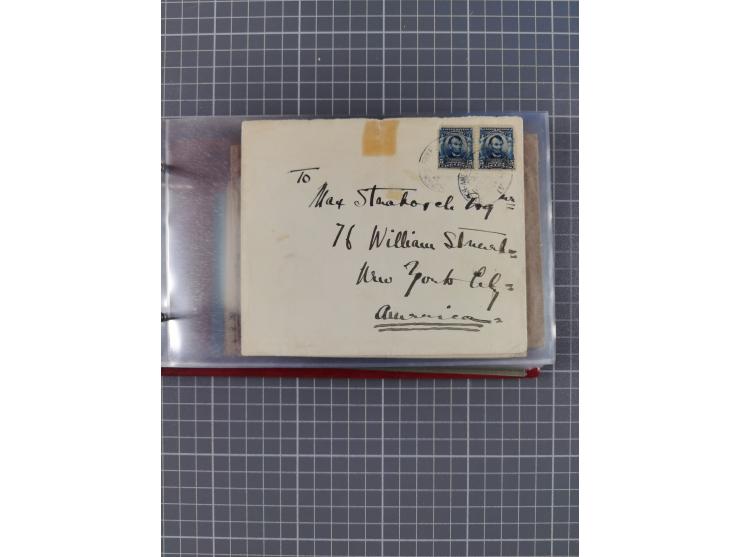 To
Max Strakosch Esq
76 William Street
New York City
America